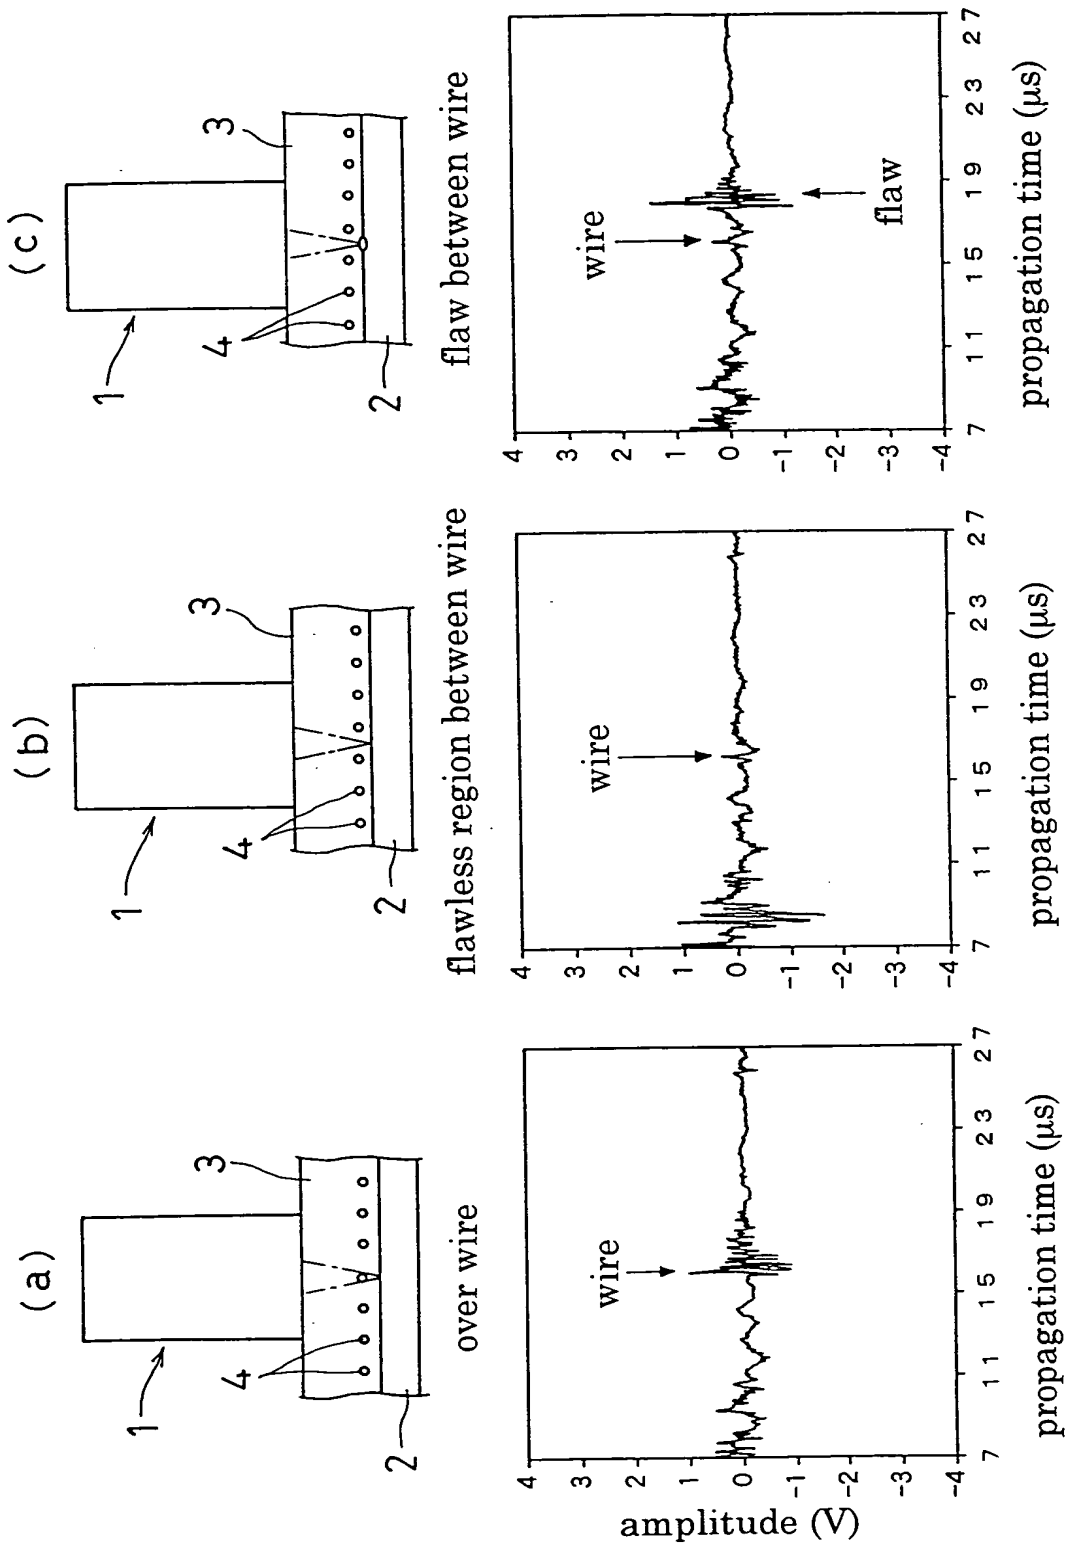 (a)
1
3
4
2
over wire
4
3
2
1
0
-1
-2
-3
-4
amplitude (V)
wire
7 11 15 19 23 27
propagation time (μs)
(b)
1
3
4
2
flawless region between wire
4
3
2
1
0
-1
-2
-3
-4
wire
7 11 15 19 23 27
propagation time (μs)
(c)
1
3
4
2
flaw between wire
4
3
2
1
0
-1
-2
-3
-4
wire
flaw
7 11 15 19 23 27
propagation time (μs)